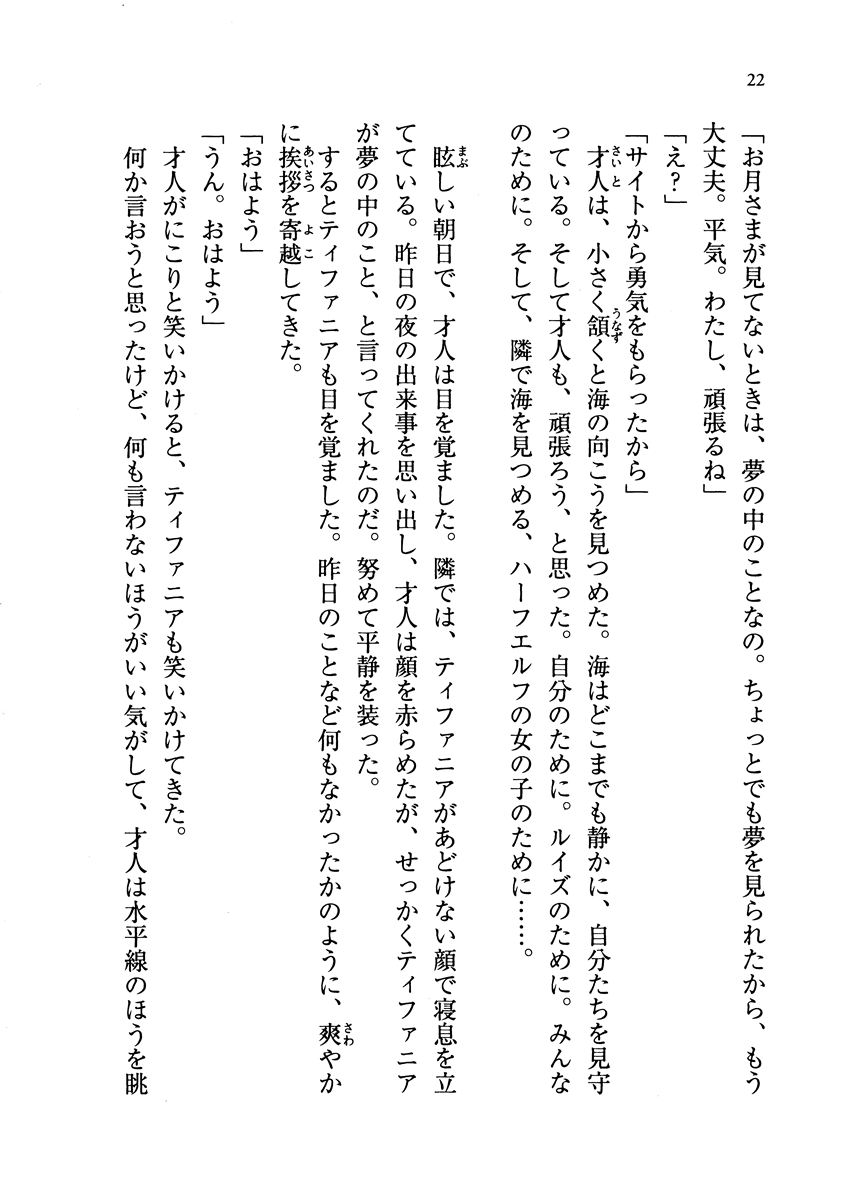 22
「お月さまが見てないときは、夢の中のことなの。ちょっとでも夢を見られたから、もう
大丈夫。平気。わたし、頑張るね」
「え？」
「サイトから勇気をもらったから」
才人は、小さく頷くと海の向こうを見つめた。海はどこまでも静かに、自分たちを見守
っている。そして才人も、頑張ろう、と思った。自分のために。ルイズのために。みんな
のために。そして、隣で海を見つめる、ハーフエルフの女の子のために……。
眩しい朝日で、才人は目を覚ました。隣では、ティファニアがあどけない顔で寝息を立
てている。昨日の夜の出来事を思い出し、才人は顔を赤らめたが、せっかくティファニア
が夢の中のこと、と言ってくれたのだ。努めて平静を装った。
するとティファニアも目を覚ました。昨日のことなど何もなかったかのように、爽やか
に挨拶を寄越してきた。
「おはよう」
「うん。おはよう」
才人がにこりと笑いかけると、ティファニアも笑いかけてきた。
何か言おうと思ったけど、何も言わないほうがいい気がして、才人は水平線のほうを眺